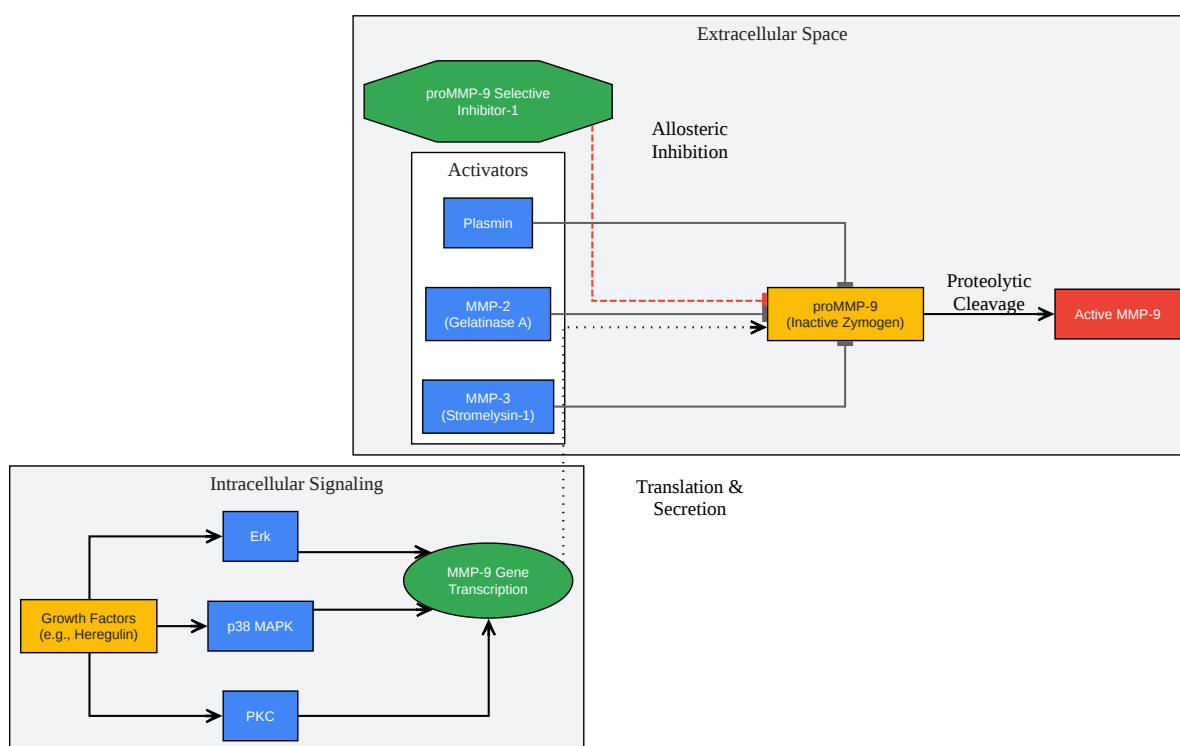 Extracellular Space
proMMP-9 Selective
Inhibitor-1
Allosteric
Inhibition
Activators
Plasmin
MMP-2
(Gelatinase A)
MMP-3
(Stromelysin-1)
proMMP-9
(Inactive Zymogen)
Proteolytic
Cleavage
Active MMP-9
Intracellular Signaling
Translation &
Secretion
Erk
MMP-9 Gene
Transcription
Growth Factors
(e.g., Heregulin)
p38 MAPK
PKC